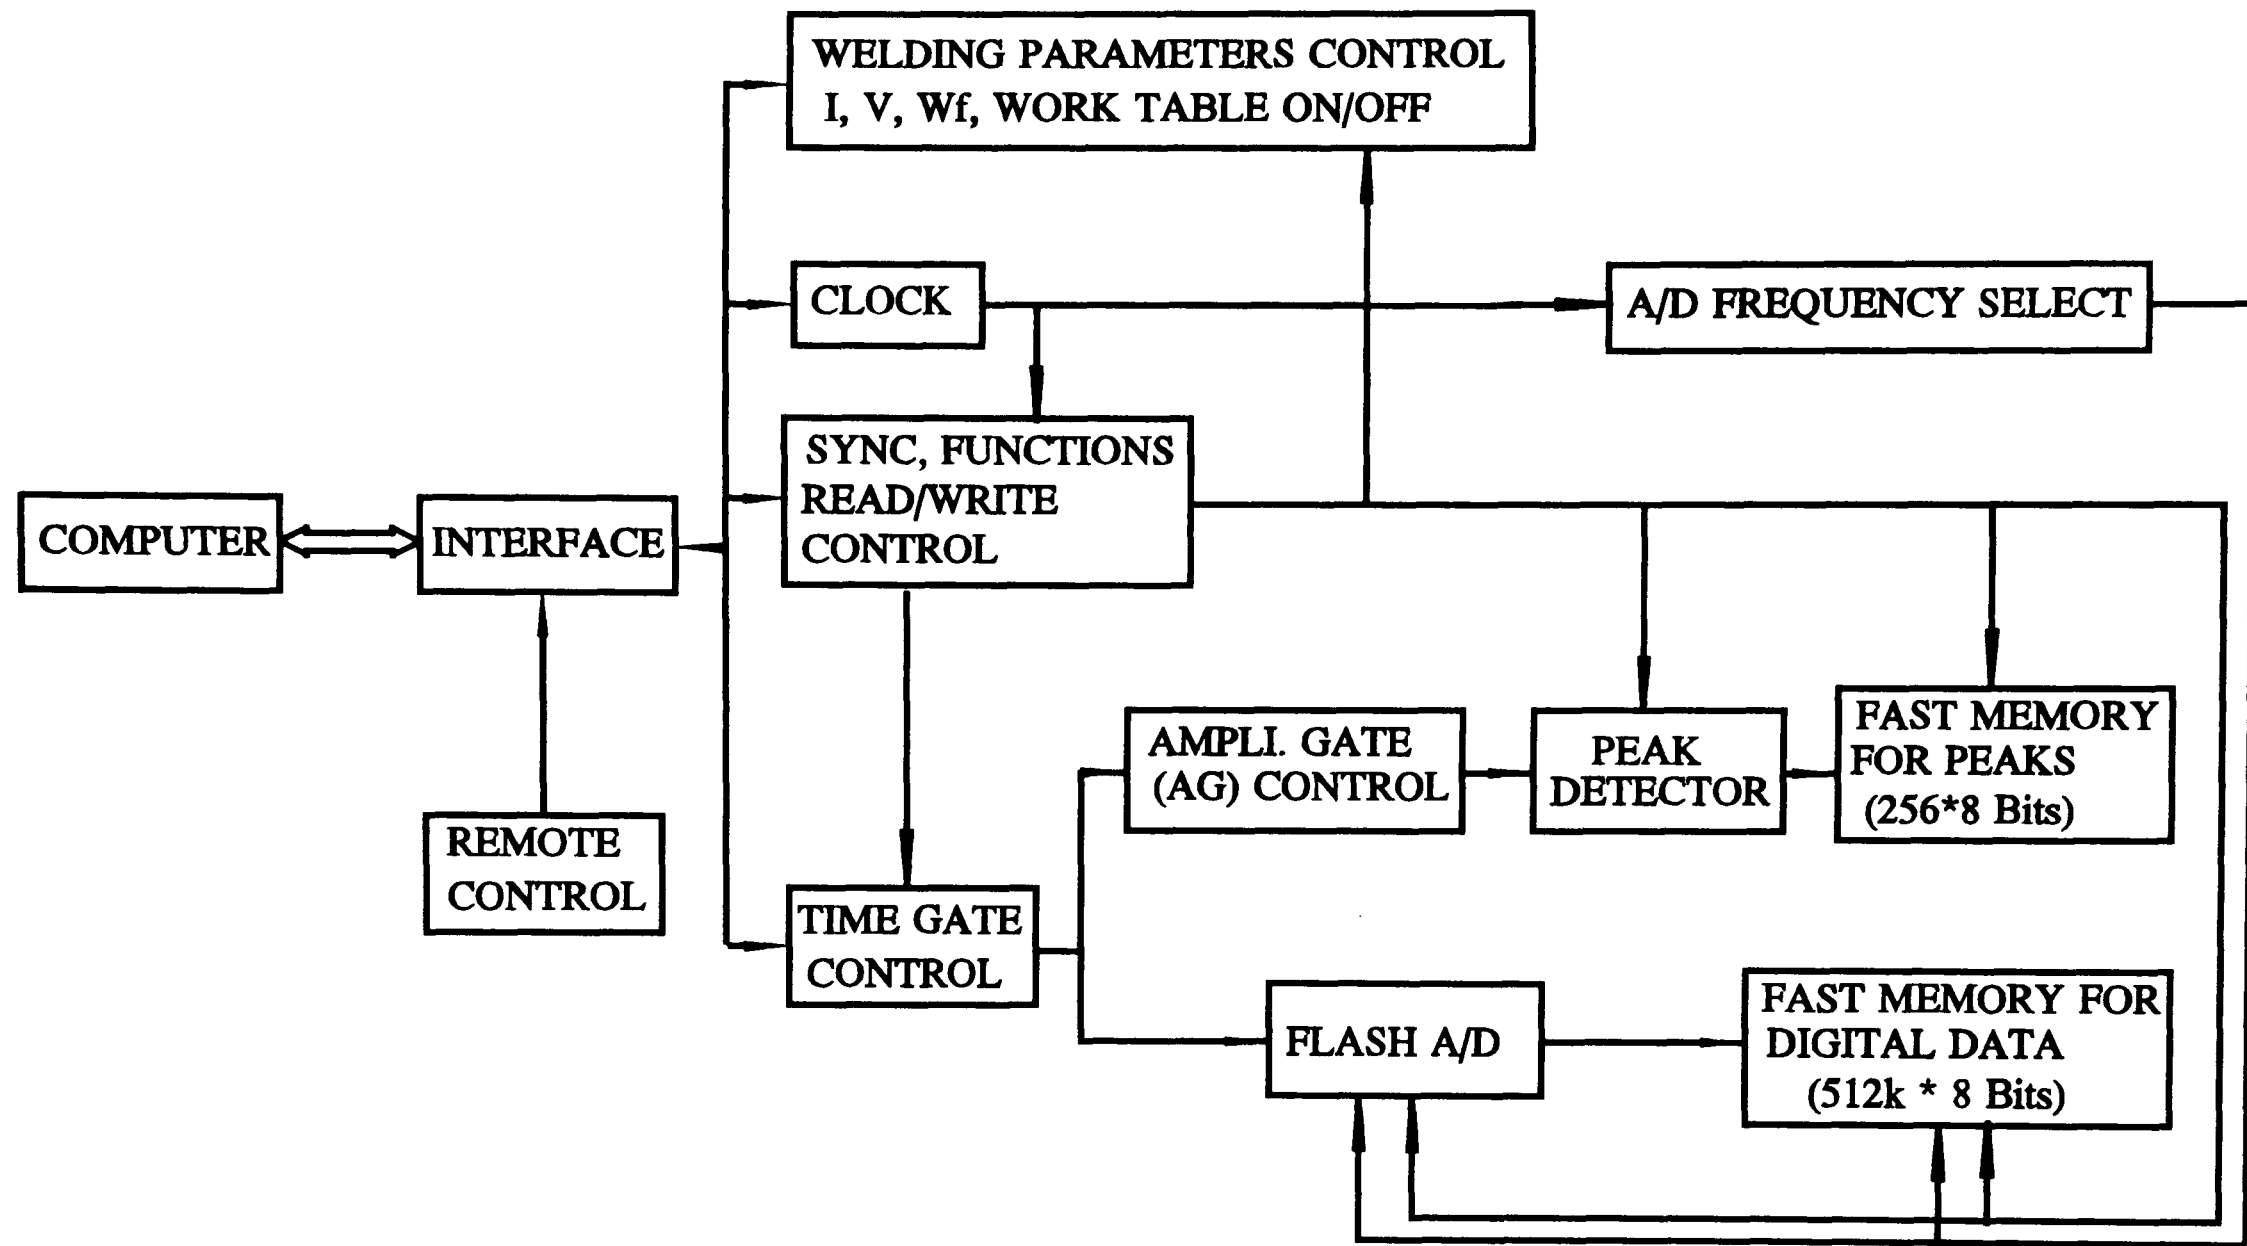 WELDING PARAMETERS CONTROL
I, V, Wf, WORK TABLE ON/OFF
CLOCK
A/D FREQUENCY SELECT
SYNC, FUNCTIONS
READ/WRITE
CONTROL
COMPUTER
INTERFACE
REMOTE
CONTROL
AMPLI. GATE
(AG) CONTROL
PEAK
DETECTOR
FAST MEMORY
FOR PEAKS
(256*8 Bits)
TIME GATE
CONTROL
FLASH A/D
FAST MEMORY FOR
DIGITAL DATA
(512k * 8 Bits)